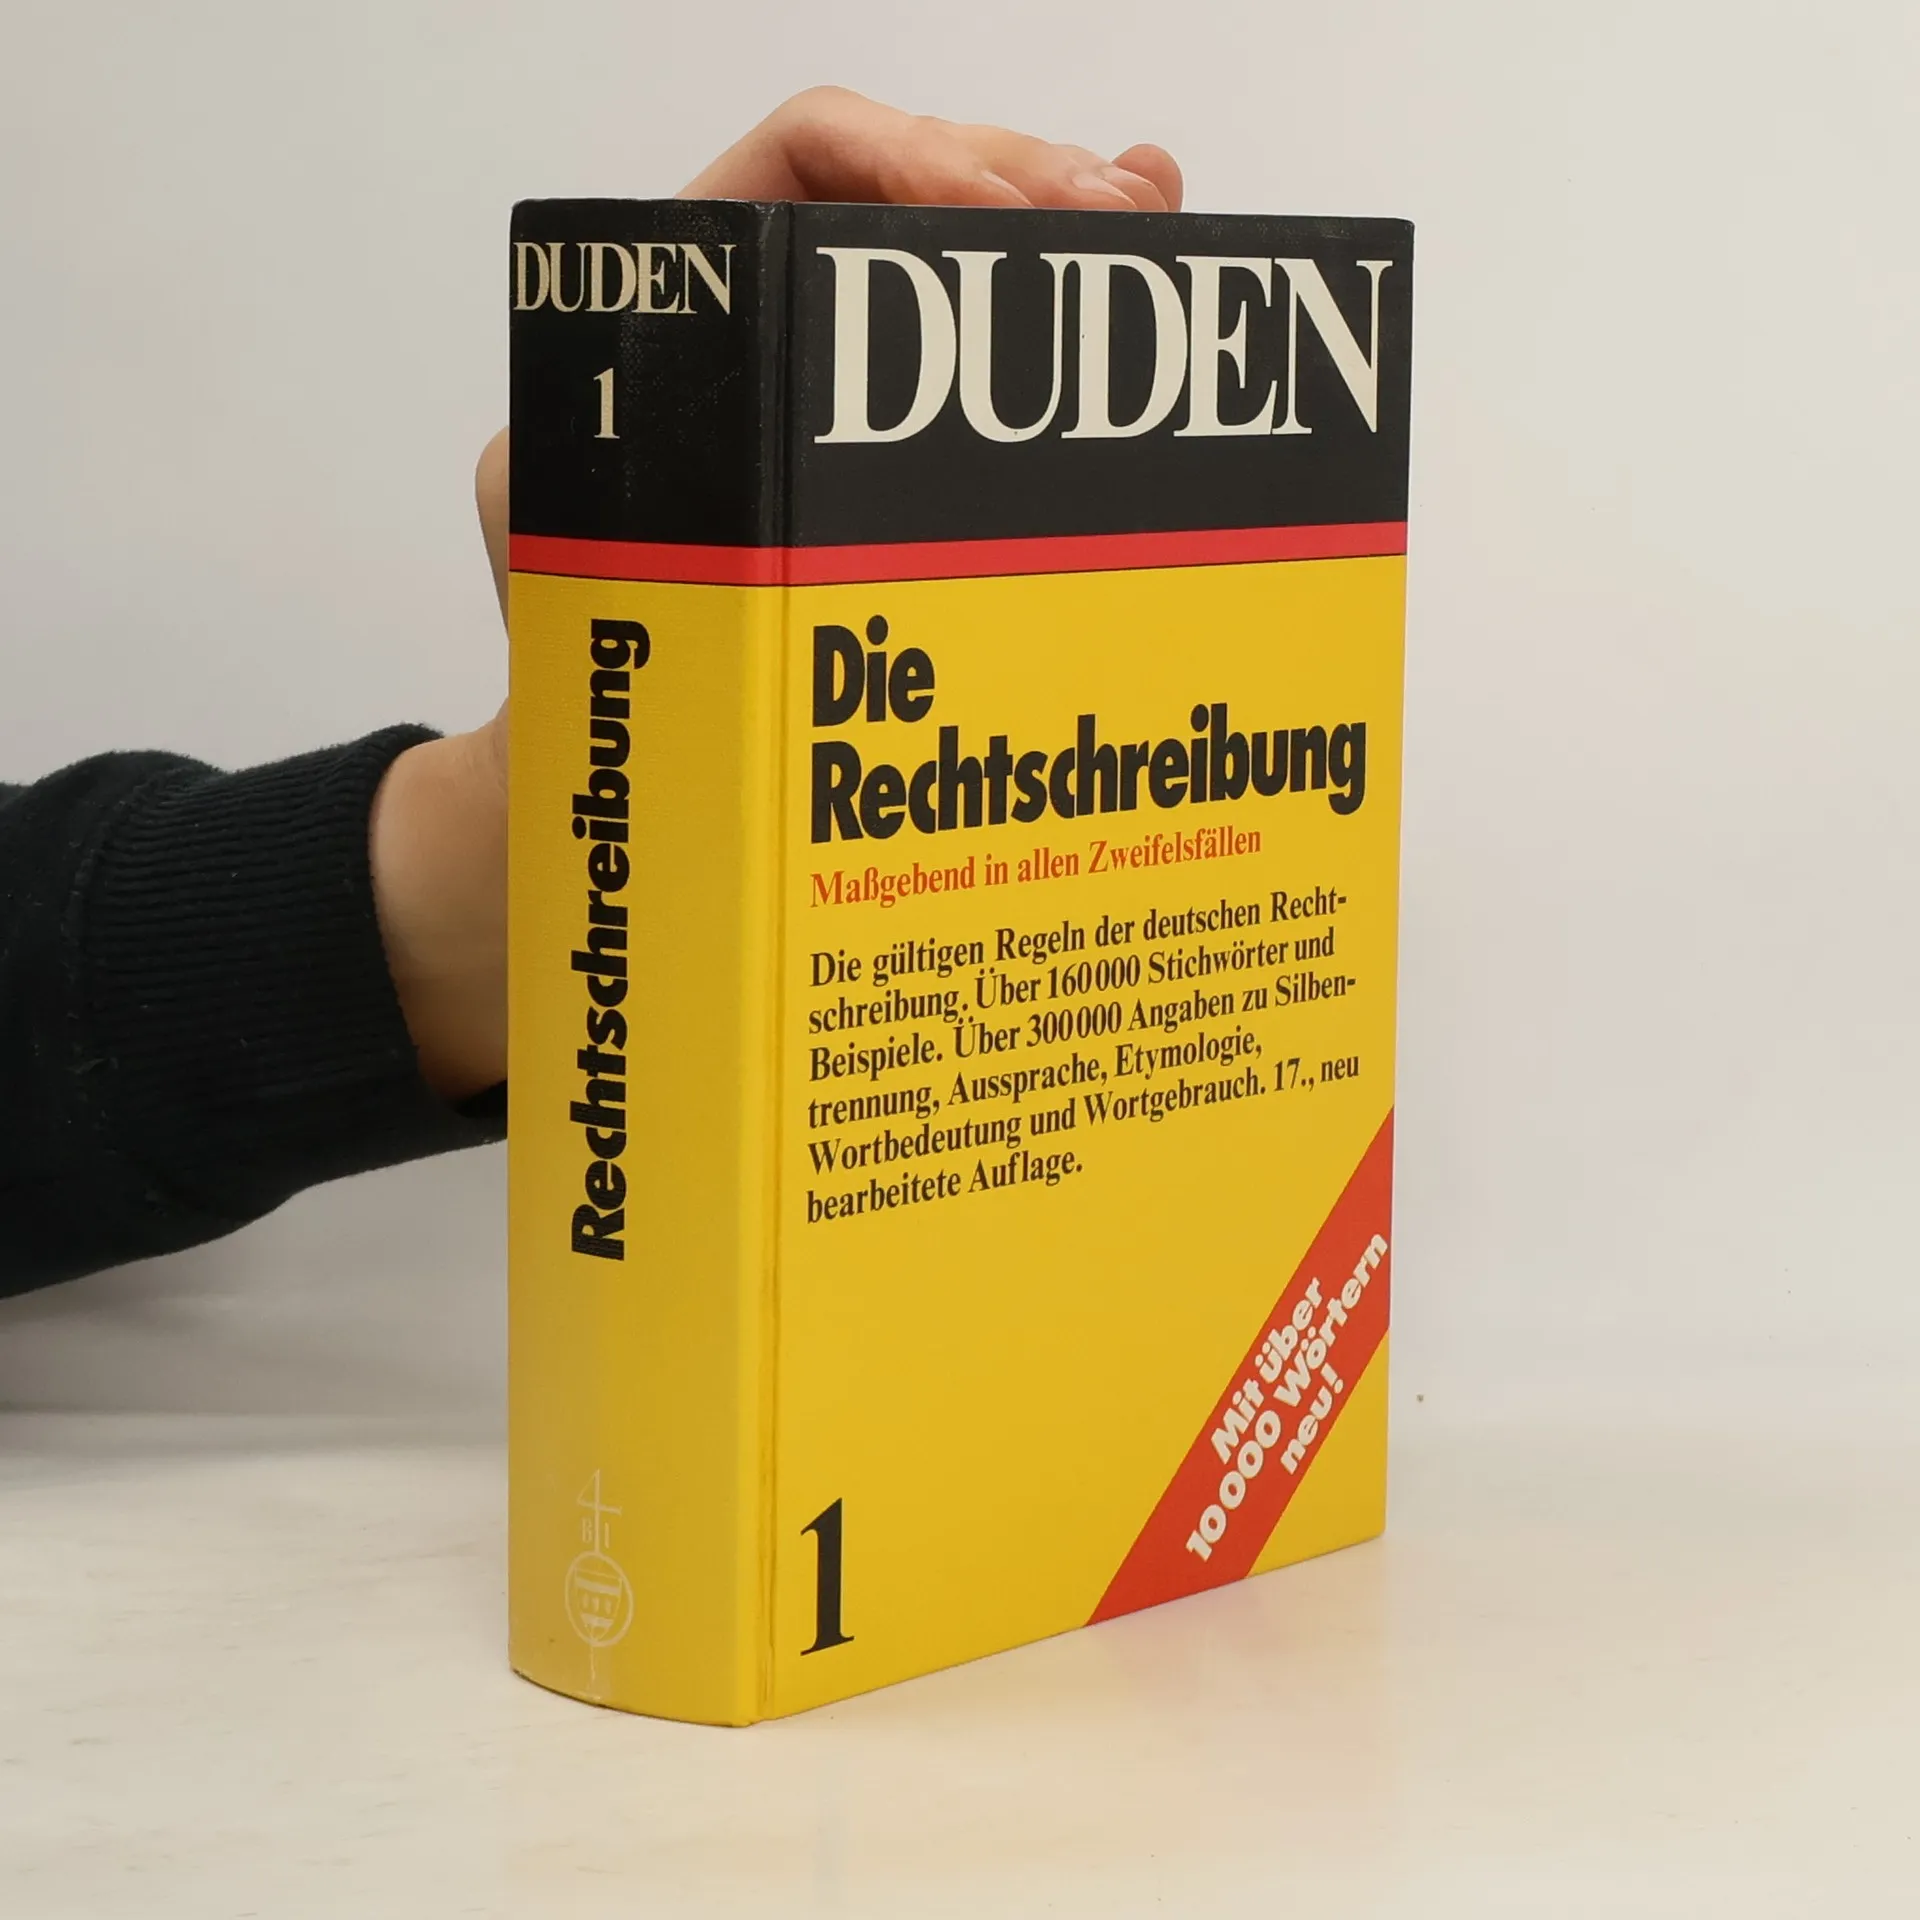 DUDEN
1
Rechtschreibung
B I
DUDEN
Die
Rechtschreibung
Maßgebend in allen Zweifelsfällen
Die gültigen Regeln der deutschen Recht-
schreibung. Über 160000 Stichwörter und
Beispiele. Über 300000 Angaben zu Silben-
trennung, Aussprache, Etymologie,
Wortbedeutung und Wortgebrauch. 17., neu
bearbeitete Auflage.
Mit über
10000 Wörtern
neu!
1